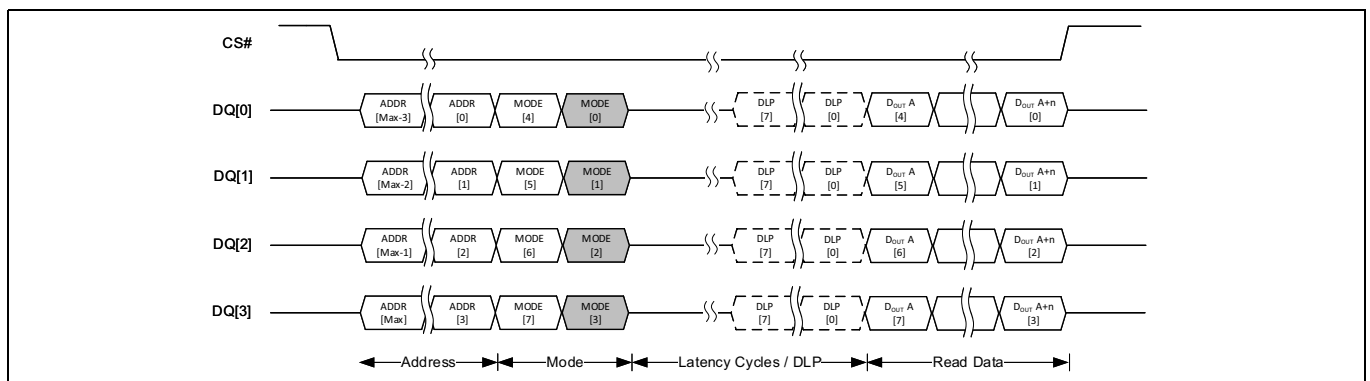 CS#
DQ[0]
ADDR [Max-3]
ADDR [0]
MODE [4]
MODE [0]
DLP [7]
DLP [0]
DOUT A [4]
DOUT A+n [0]
DQ[1]
ADDR [Max-2]
ADDR [1]
MODE [5]
MODE [1]
DLP [7]
DLP [0]
DOUT A [5]
DOUT A+n [1]
DQ[2]
ADDR [Max-1]
ADDR [2]
MODE [6]
MODE [2]
DLP [7]
DLP [0]
DOUT A [6]
DOUT A+n [2]
DQ[3]
ADDR [Max]
ADDR [3]
MODE [7]
MODE [3]
DLP [7]
DLP [0]
DOUT A [7]
DOUT A+n [3]
Address
Mode
Latency Cycles / DLP
Read Data